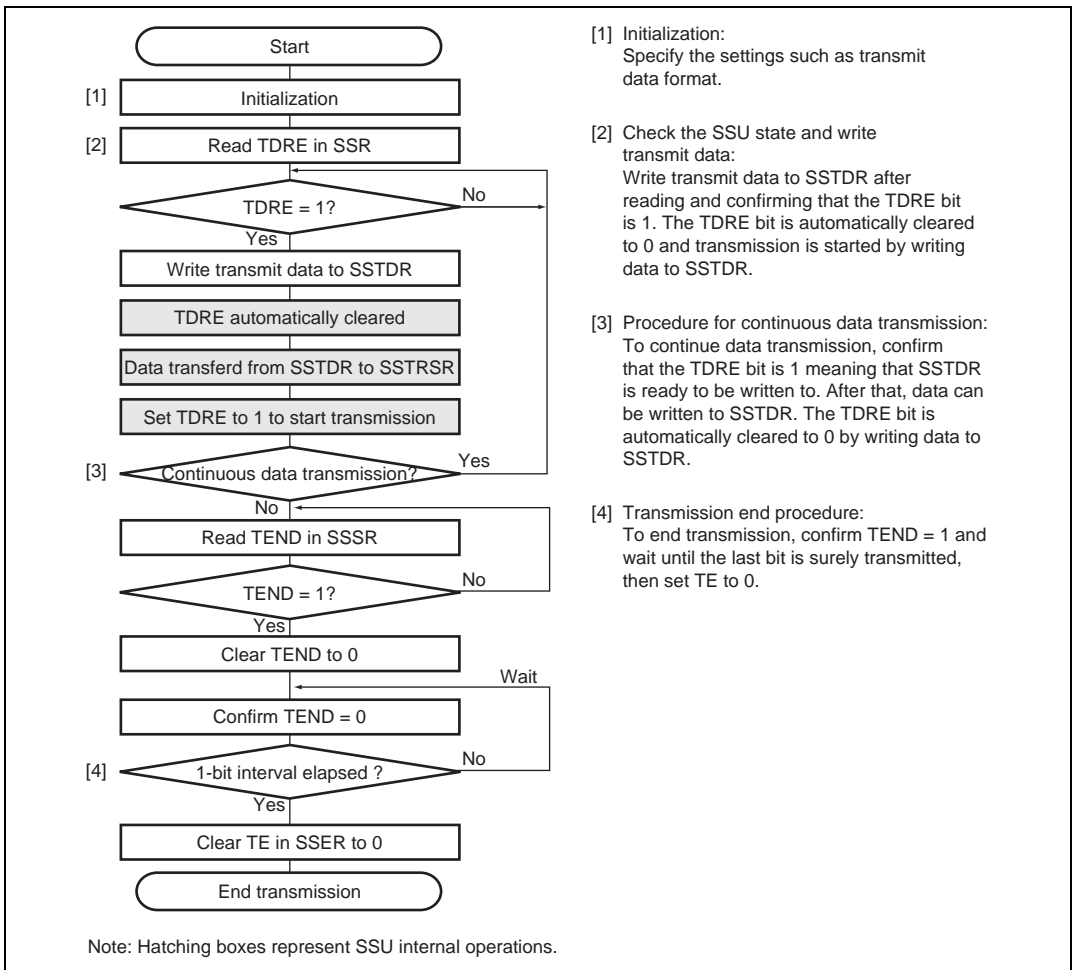 Start
[1] Initialization
[2] Read TDRE in SSR
TDRE = 1?
No
Yes
Write transmit data to SSTDR
TDRE automatically cleared
Data transferd from SSTDR to SSTRSR
Set TDRE to 1 to start transmission
[3] Continuous data transmission?
Yes
No
Read TEND in SSSR
TEND = 1?
No
Yes
Clear TEND to 0
Wait
Confirm TEND = 0
[4] 1-bit interval elapsed ?
No
Yes
Clear TE in SSER to 0
End transmission
[1] Initialization:
Specify the settings such as transmit
data format.
[2] Check the SSU state and write
transmit data:
Write transmit data to SSTDR after
reading and confirming that the TDRE bit
is 1. The TDRE bit is automatically cleared
to 0 and transmission is started by writing
data to SSTDR.
[3] Procedure for continuous data transmission:
To continue data transmission, confirm
that the TDRE bit is 1 meaning that SSTDR
is ready to be written to. After that, data can
be written to SSTDR. The TDRE bit is
automatically cleared to 0 by writing data to
SSTDR.
[4] Transmission end procedure:
To end transmission, confirm TEND = 1 and
wait until the last bit is surely transmitted,
then set TE to 0.
Note: Hatching boxes represent SSU internal operations.